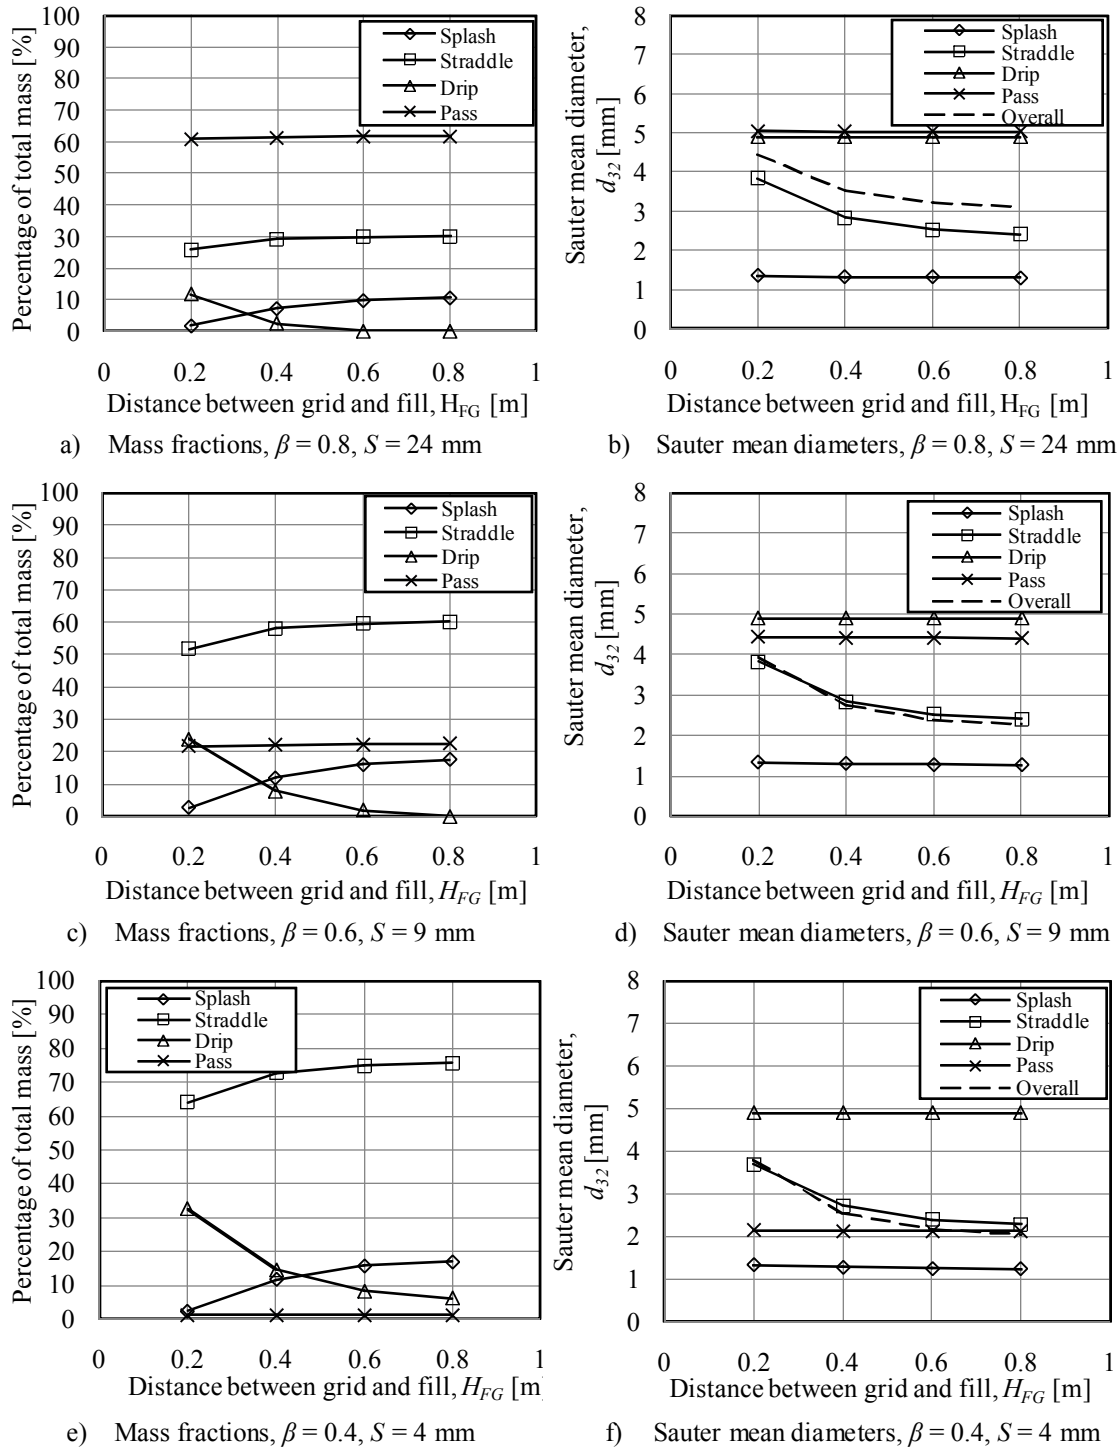 Percentage of total mass [%]
100
90
80
70
60
50
40
30
20
10
0
Splash
Straddle
Drip
Pass
0 0.2 0.4 0.6 0.8 1
Distance between grid and fill, H_FG [m]
a) Mass fractions, β = 0.8, S = 24 mm
Sauter mean diameter,
d_32 [mm]
8
7
6
5
4
3
2
1
0
Splash
Straddle
Drip
Pass
Overall
0 0.2 0.4 0.6 0.8 1
Distance between grid and fill, H_FG [m]
b) Sauter mean diameters, β = 0.8, S = 24 mm
Percentage of total mass [%]
100
90
80
70
60
50
40
30
20
10
0
Splash
Straddle
Drip
Pass
0 0.2 0.4 0.6 0.8 1
Distance between grid and fill, H_FG [m]
c) Mass fractions, β = 0.6, S = 9 mm
Sauter mean diameter,
d_32 [mm]
8
7
6
5
4
3
2
1
0
Splash
Straddle
Drip
Pass
Overall
0 0.2 0.4 0.6 0.8 1
Distance between grid and fill, H_FG [m]
d) Sauter mean diameters, β = 0.6, S = 9 mm
Percentage of total mass [%]
100
90
80
70
60
50
40
30
20
10
0
Splash
Straddle
Drip
Pass
0 0.2 0.4 0.6 0.8 1
Distance between grid and fill, H_FG [m]
e) Mass fractions, β = 0.4, S = 4 mm
Sauter mean diameter,
d_32 [mm]
8
7
6
5
4
3
2
1
0
Splash
Straddle
Drip
Pass
Overall
0 0.2 0.4 0.6 0.8 1
Distance between grid and fill, H_FG [m]
f) Sauter mean diameters, β = 0.4, S = 4 mm